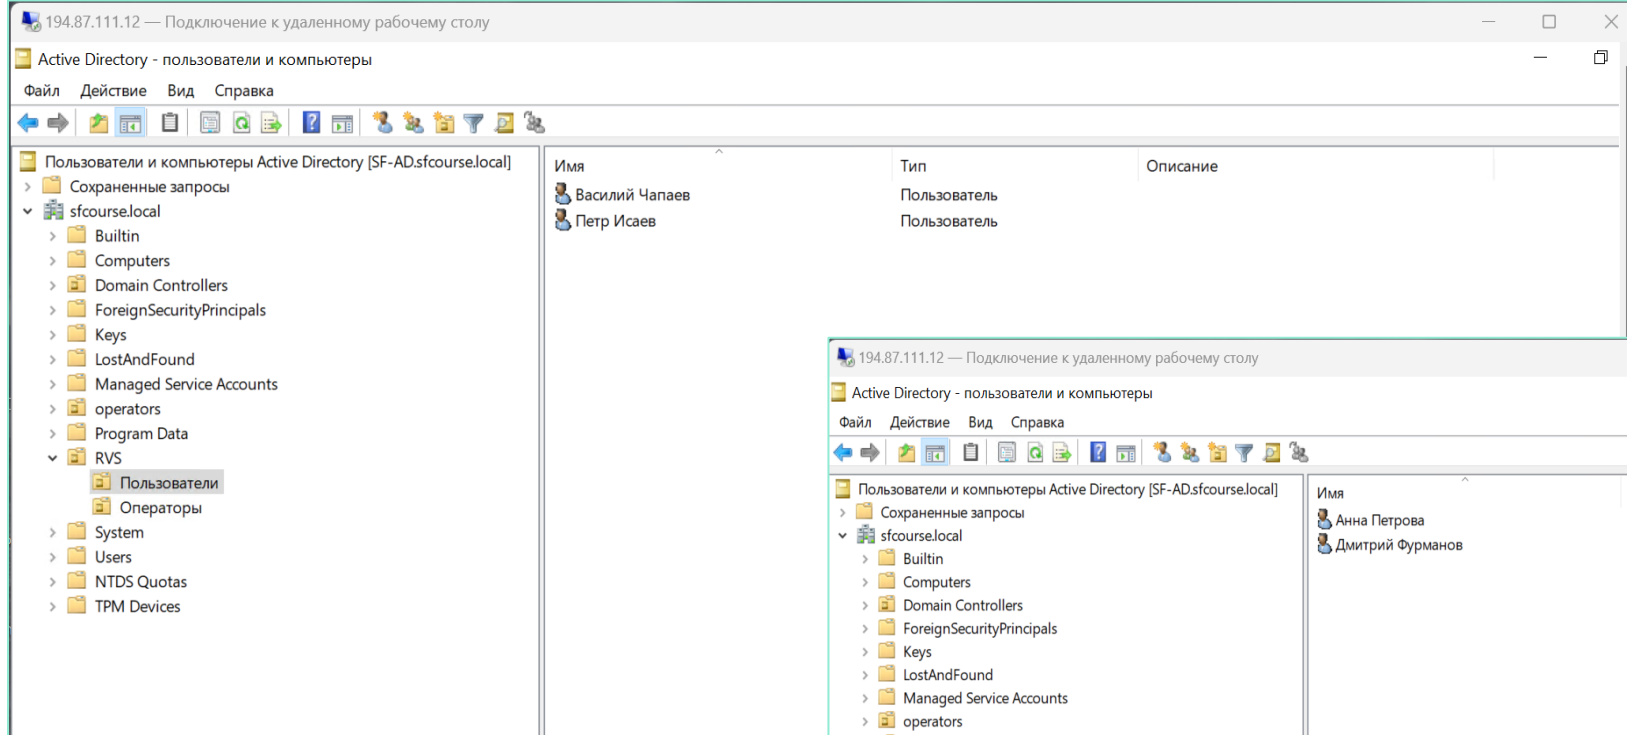 194.87.111.12 — Подключение к удаленному рабочему столу
Active Directory - пользователи и компьютеры
Файл Действие Вид Справка
Пользователи и компьютеры Active Directory [SF-AD.sfcourse.local]
Сохраненные запросы
sfcourse.local
Builtin
Computers
Domain Controllers
ForeignSecurityPrincipals
Keys
LostAndFound
Managed Service Accounts
operators
Program Data
RVS
Пользователи
Операторы
System
Users
NTDS Quotas
TPM Devices
Имя Тип Описание
Василий Чапаев Пользователь
Петр Исаев Пользователь
194.87.111.12 — Подключение к удаленному рабочему столу
Active Directory - пользователи и компьютеры
Файл Действие Вид Справка
Пользователи и компьютеры Active Directory [SF-AD.sfcourse.local]
Сохраненные запросы
sfcourse.local
Builtin
Computers
Domain Controllers
ForeignSecurityPrincipals
Keys
LostAndFound
Managed Service Accounts
operators
Имя
Анна Петрова
Дмитрий Фурманов